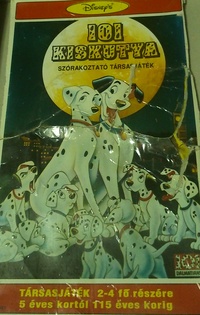 Disney's
101
KISKUTYA
SZÓRAKOZTATÓ TÁRSASJÁTÉK
TÁRSASJÁTÉK 2-4 fő részére
5 éves kortól 115 éves korig